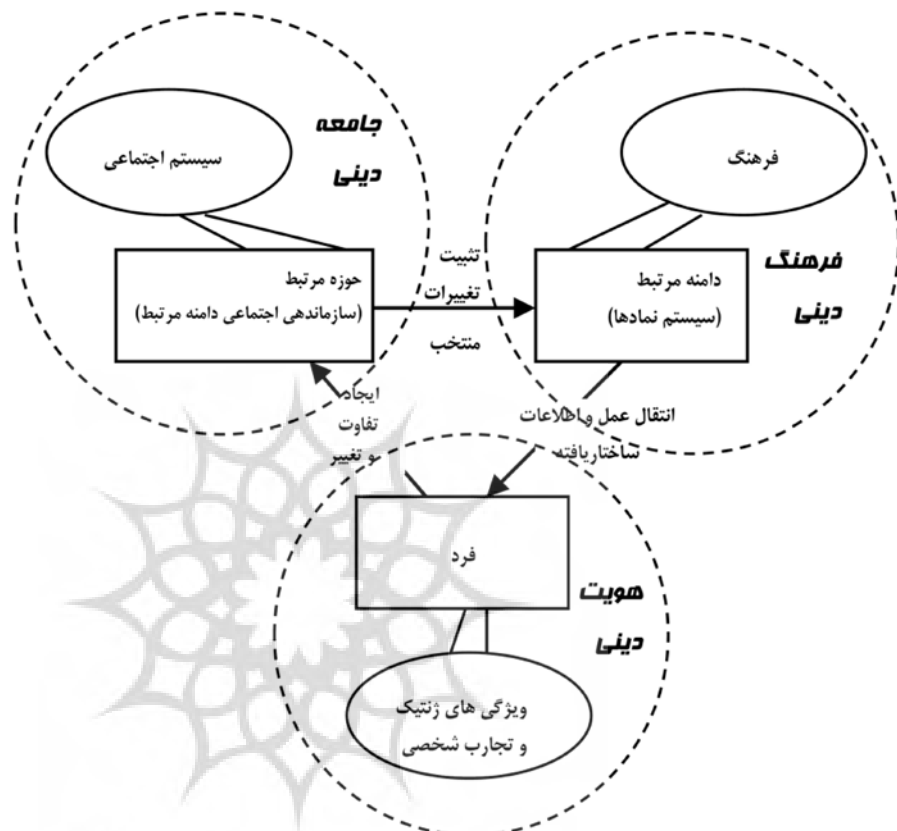 جامعه
دینی
سیستم اجتماعی
حوزه مرتبط
(سازماندهی اجتماعی دامنه مرتبط)
تثبیت
تغییرات
منتخب
فرهنگ
فرهنگ
دینی
دامنه مرتبط
(سیستم نمادها)
ایجاد
تفاوت
و تغییر
انتقال عمل و اطلاعات
ساختاریافته
فرد
هویت
دینی
ویژگی های ژنتیک
و تجارب شخصی